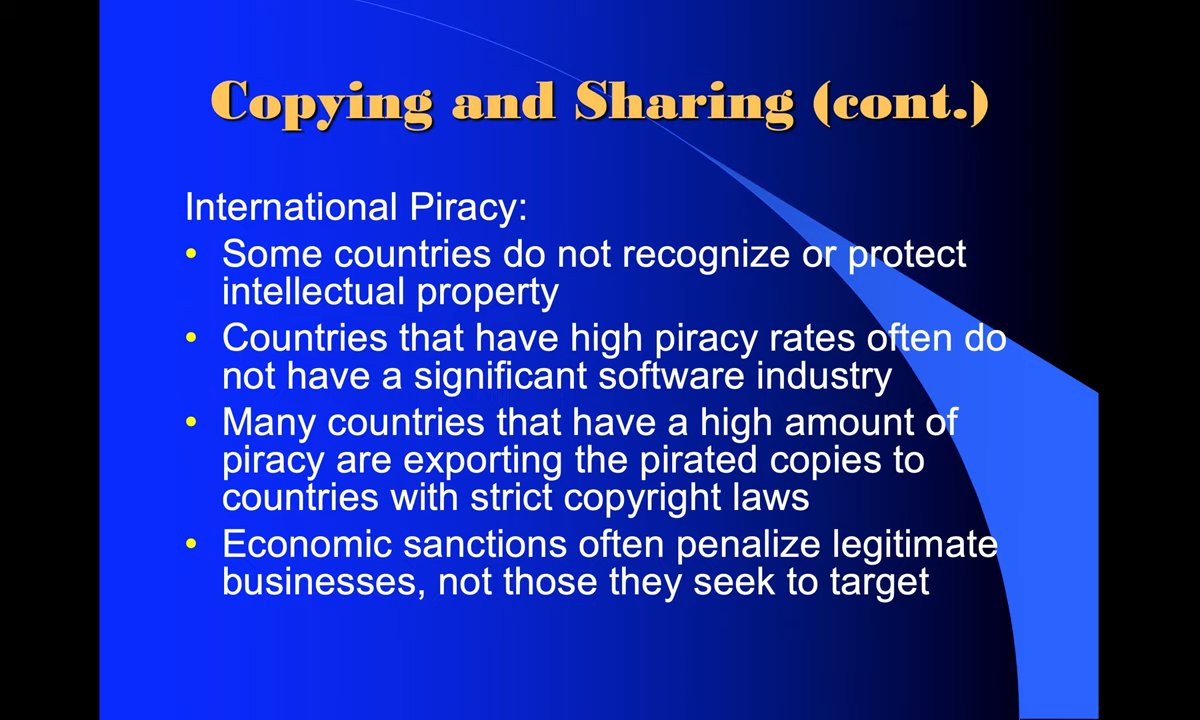 Copying and Sharing (cont.)
International Piracy:
• Some countries do not recognize or protect
intellectual property
• Countries that have high piracy rates often do
not have a significant software industry
• Many countries that have a high amount of
piracy are exporting the pirated copies to
countries with strict copyright laws
• Economic sanctions often penalize legitimate
businesses, not those they seek to target